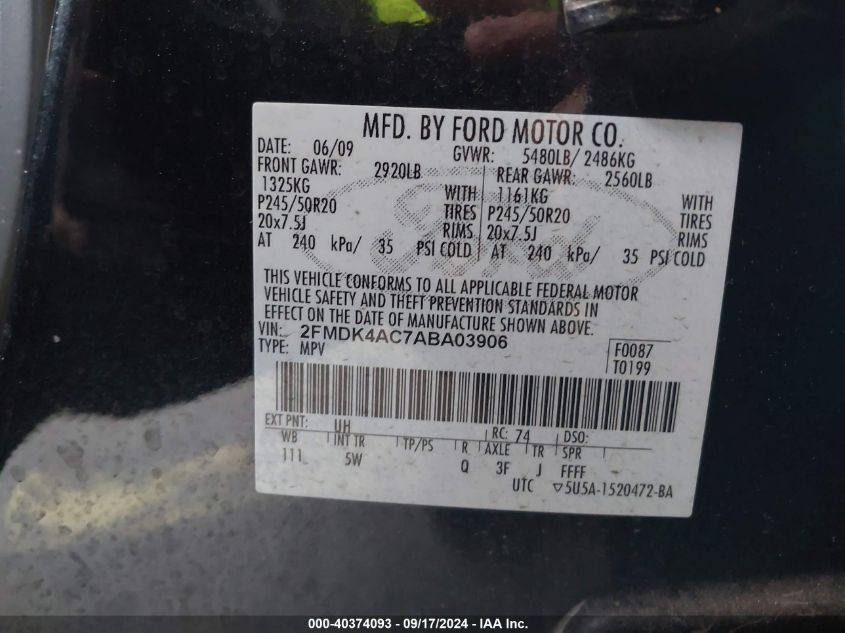 MFD. BY FORD MOTOR CO.
DATE: 06/09 GVWR: 5480LB/ 2486KG
FRONT GAWR: 2920LB REAR GAWR: 2560LB
1325KG WITH 1161KG WITH
P245/50R20 TIRES P245/50R20 TIRES
20x7.5J RIMS 20x7.5J RIMS
AT 240 kPa/ 35 PSI COLD AT 240 kPa/ 35 PSI COLD
THIS VEHICLE CONFORMS TO ALL APPLICABLE FEDERAL MOTOR
VEHICLE SAFETY AND THEFT PREVENTION STANDARDS IN
EFFECT ON THE DATE OF MANUFACTURE SHOWN ABOVE.
VIN: 2FMDK4AC7ABA03906 F0087
TYPE: MPV T0199
EXT PNT: UH RC: 74 DSO:
WB INT TR TP/PS R AXLE TR SPR
111 5W Q 3F J FFFF
UTC ▽5U5A-1520472-BA
000-40374093 - 09/17/2024 - IAA Inc.